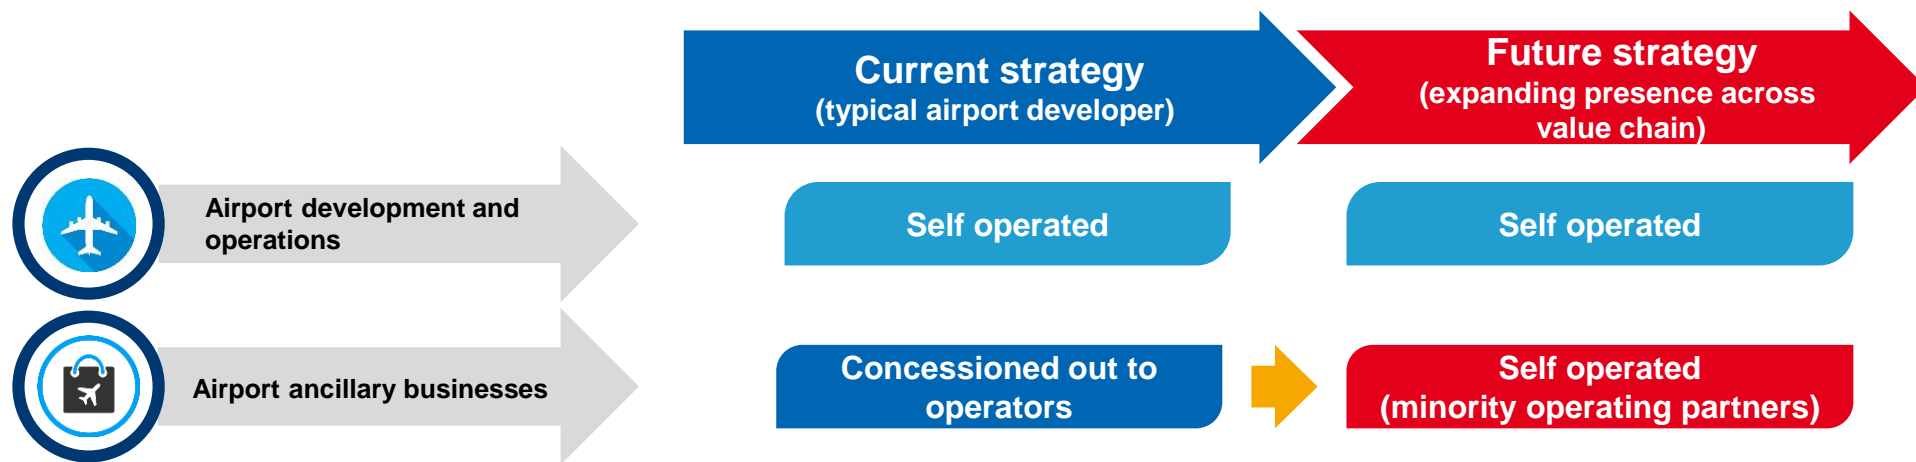 Current strategy
(typical airport developer)
Future strategy
(expanding presence across
value chain)
Airport development and
operations
Self operated
Self operated
Airport ancillary businesses
Concessioned out to
operators
Self operated
(minority operating partners)